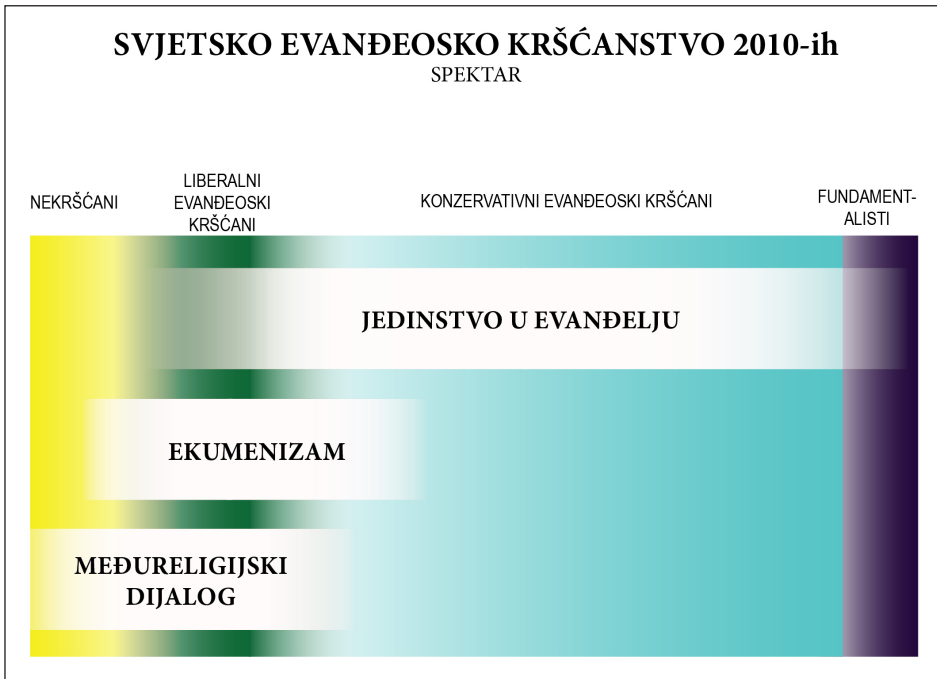 SVJETSKO EVANĐEOSKO KRŠĆANSTVO 2010-ih
SPEKTAR
NEKRŠĆANI
LIBERALNI
EVANĐEOSKI
KRŠĆANI
KONZERVATIVNI EVANĐEOSKI KRŠĆANI
FUNDAMENT-
ALISTI
JEDINSTVO U EVANĐELJU
EKUMENIZAM
MEĐURELIGIJSKI
DIJALOG